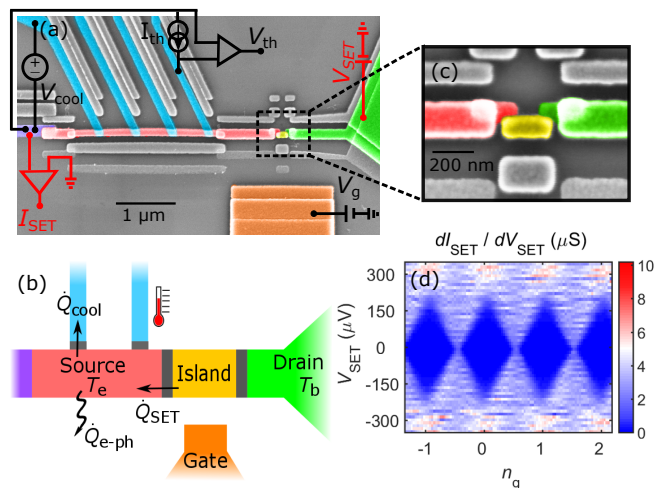 (a)
I_th
V_th
V_cool
V_SET
I_SET
1 μm
V_g
(c)
200 nm
(b)
Q̇_cool
Source
T_e
Island
Drain
T_b
Q̇_SET
Q̇_e-ph
Gate
dI_SET / dV_SET (μS)
(d)
V_SET (μV)
300
150
0
-150
-300
-1 0 1 2
n_g
10
8
6
4
2
0